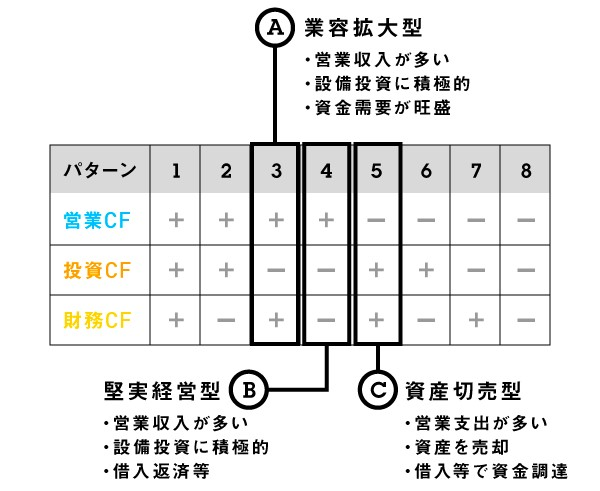 A 業容拡大型
・営業収入が多い
・設備投資に積極的
・資金需要が旺盛
パターン 1 2 3 4 5 6 7 8
営業CF + + + + − − − −
投資CF + + − − + + − −
財務CF + − + − + − + −
堅実経営型 B
・営業収入が多い
・設備投資に積極的
・借入返済等
C 資産切売型
・営業支出が多い
・資産を売却
・借入等で資金調達